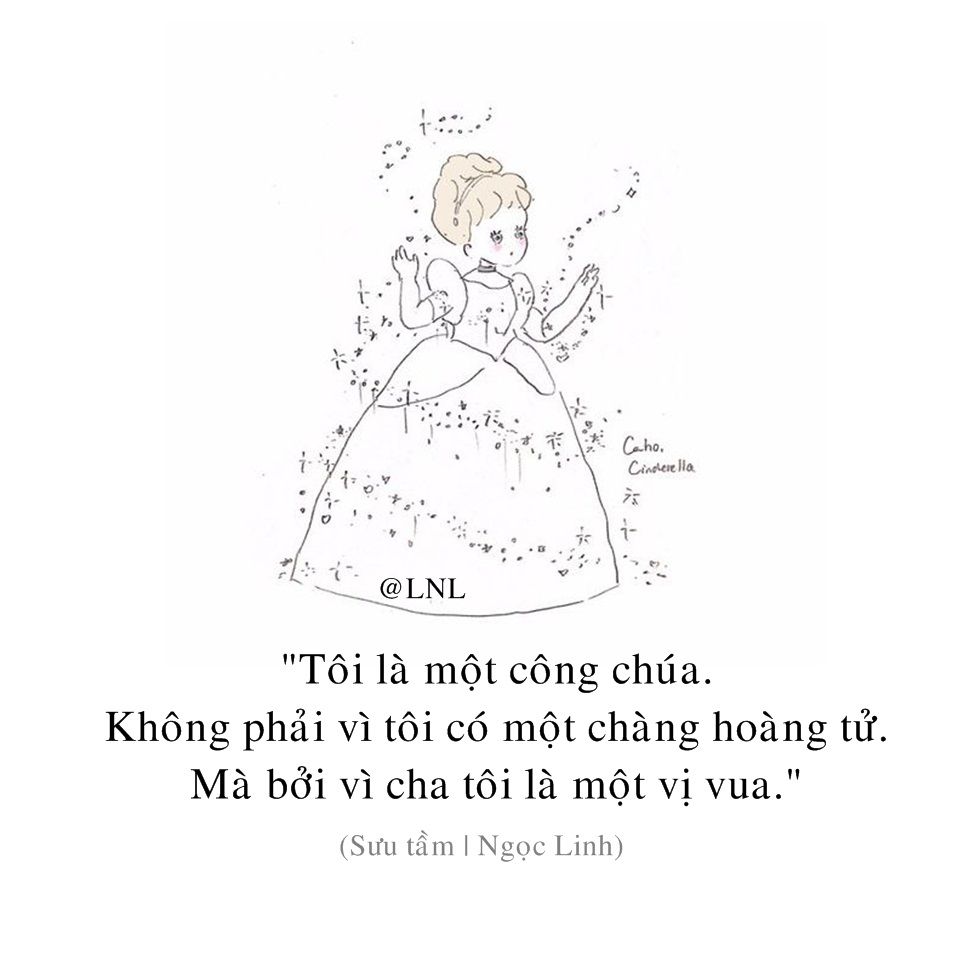 Caho.
Cinderella
@LNL
"Tôi là một công chúa.
Không phải vì tôi có một chàng hoàng tử.
Mà bởi vì cha tôi là một vị vua."
(Sưu tầm | Ngọc Linh)